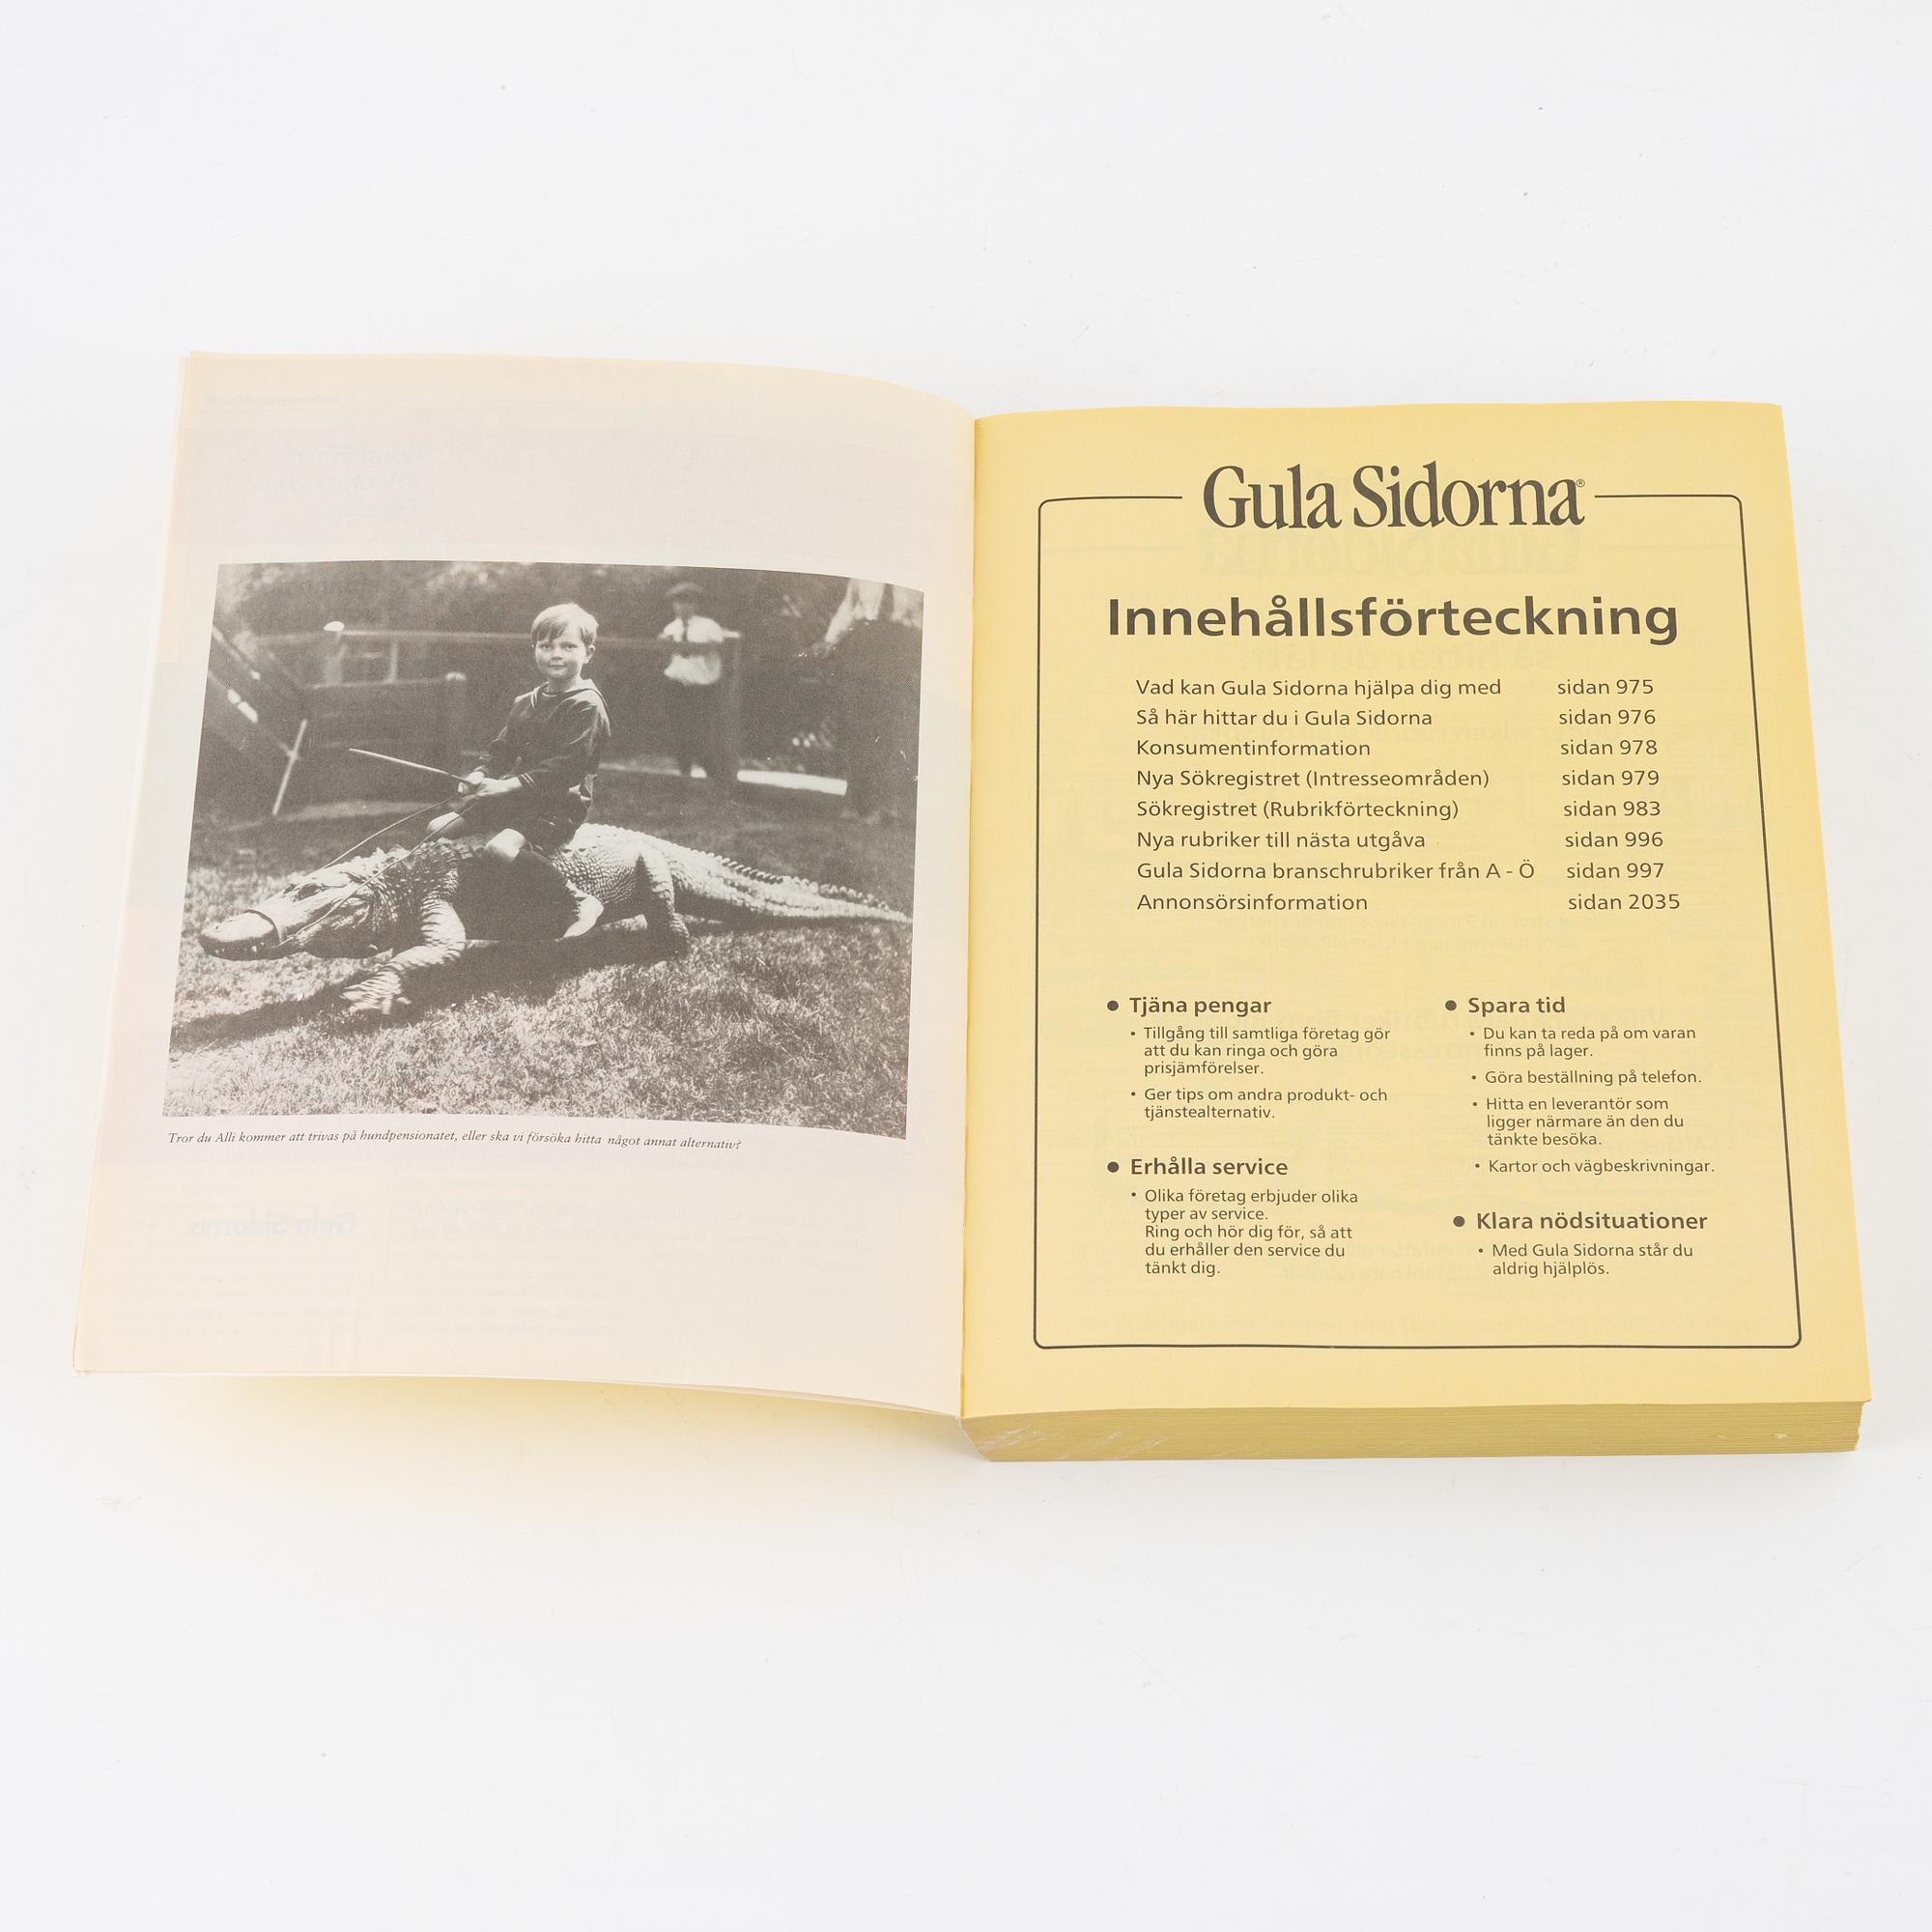 Tror du Alli kommer att trivas på hundpensionatet, eller ska vi försöka hitta något annat alternativ?
Gula Sidorna®
Innehållsförteckning
Vad kan Gula Sidorna hjälpa dig med sidan 975
Så här hittar du i Gula Sidorna sidan 976
Konsumentinformation sidan 978
Nya Sökregistret (Intresseområden) sidan 979
Sökregistret (Rubrikförteckning) sidan 983
Nya rubriker till nästa utgåva sidan 996
Gula Sidorna branschrubriker från A - Ö sidan 997
Annonsörsinformation sidan 2035
● Tjäna pengar
• Tillgång till samtliga företag gör
att du kan ringa och göra
prisjämförelser.
• Ger tips om andra produkt- och
tjänstealternativ.
● Erhålla service
• Olika företag erbjuder olika
typer av service.
Ring och hör dig för, så att
du erhåller den service du
tänkt dig.
● Spara tid
• Du kan ta reda på om varan
finns på lager.
• Göra beställning på telefon.
• Hitta en leverantör som
ligger närmare än den du
tänkte besöka.
• Kartor och vägbeskrivningar.
● Klara nödsituationer
• Med Gula Sidorna står du
aldrig hjälplös.